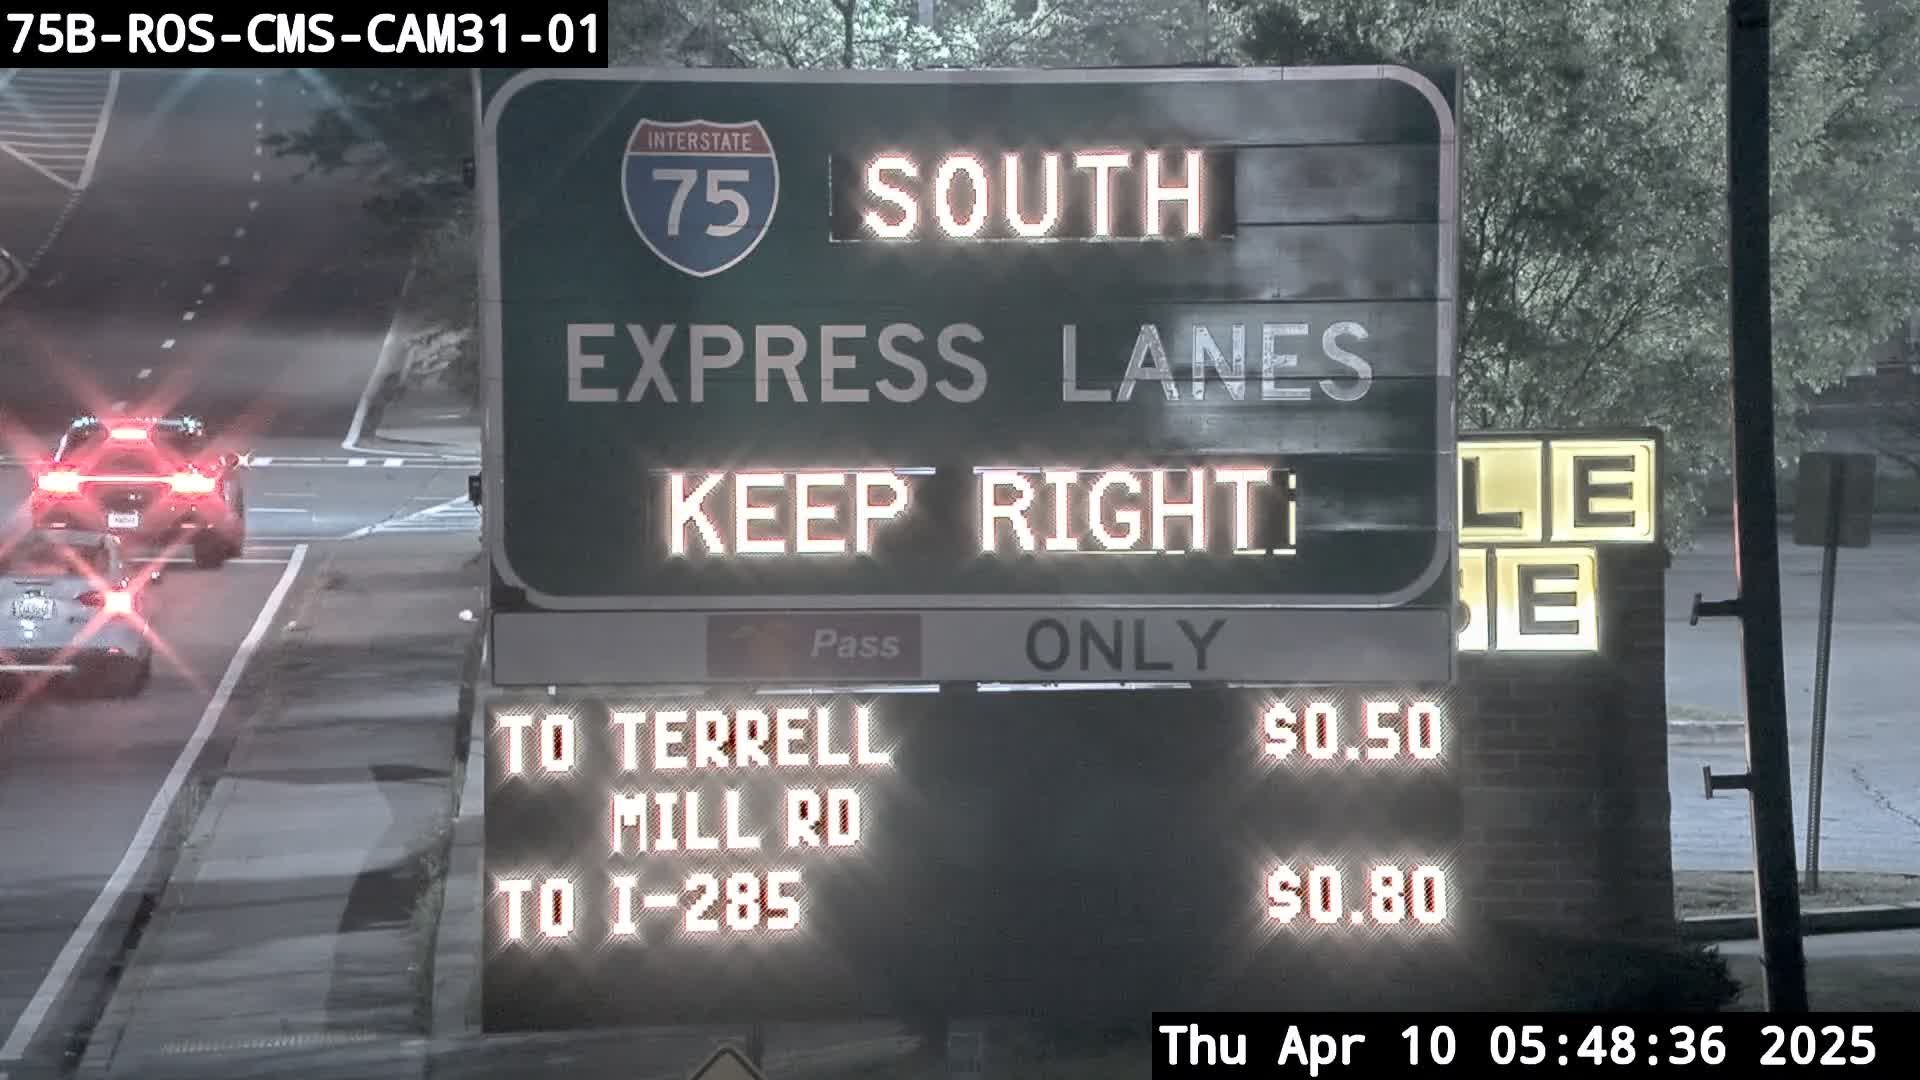 75B-ROS-CMS-CAM31-01
INTERSTATE
75
SOUTH
EXPRESS LANES
KEEP RIGHT
Pass ONLY
LE
E
TO TERRELL $0.50
MILL RD
TO I-285 $0.80
Thu Apr 10 05:48:36 2025